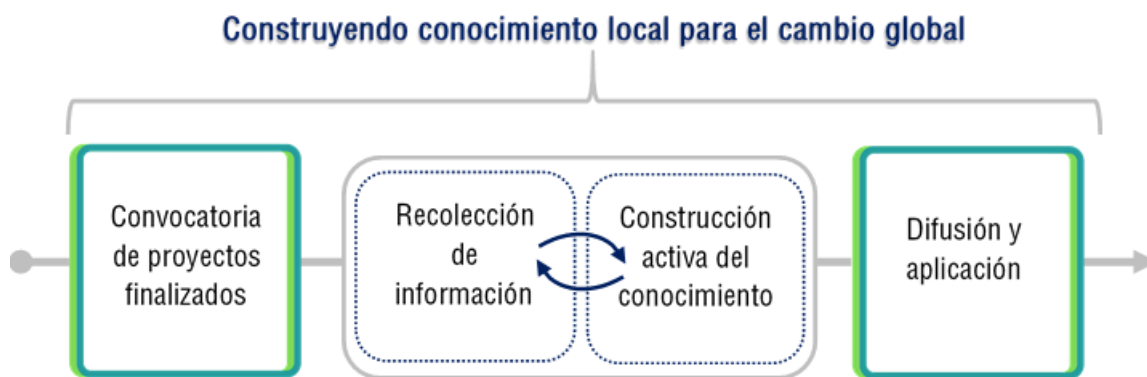 Construyendo conocimiento local para el cambio global
Convocatoria
de proyectos
finalizados
Recolección
de
información
Construcción
activa del
conocimiento
Difusión y
aplicación